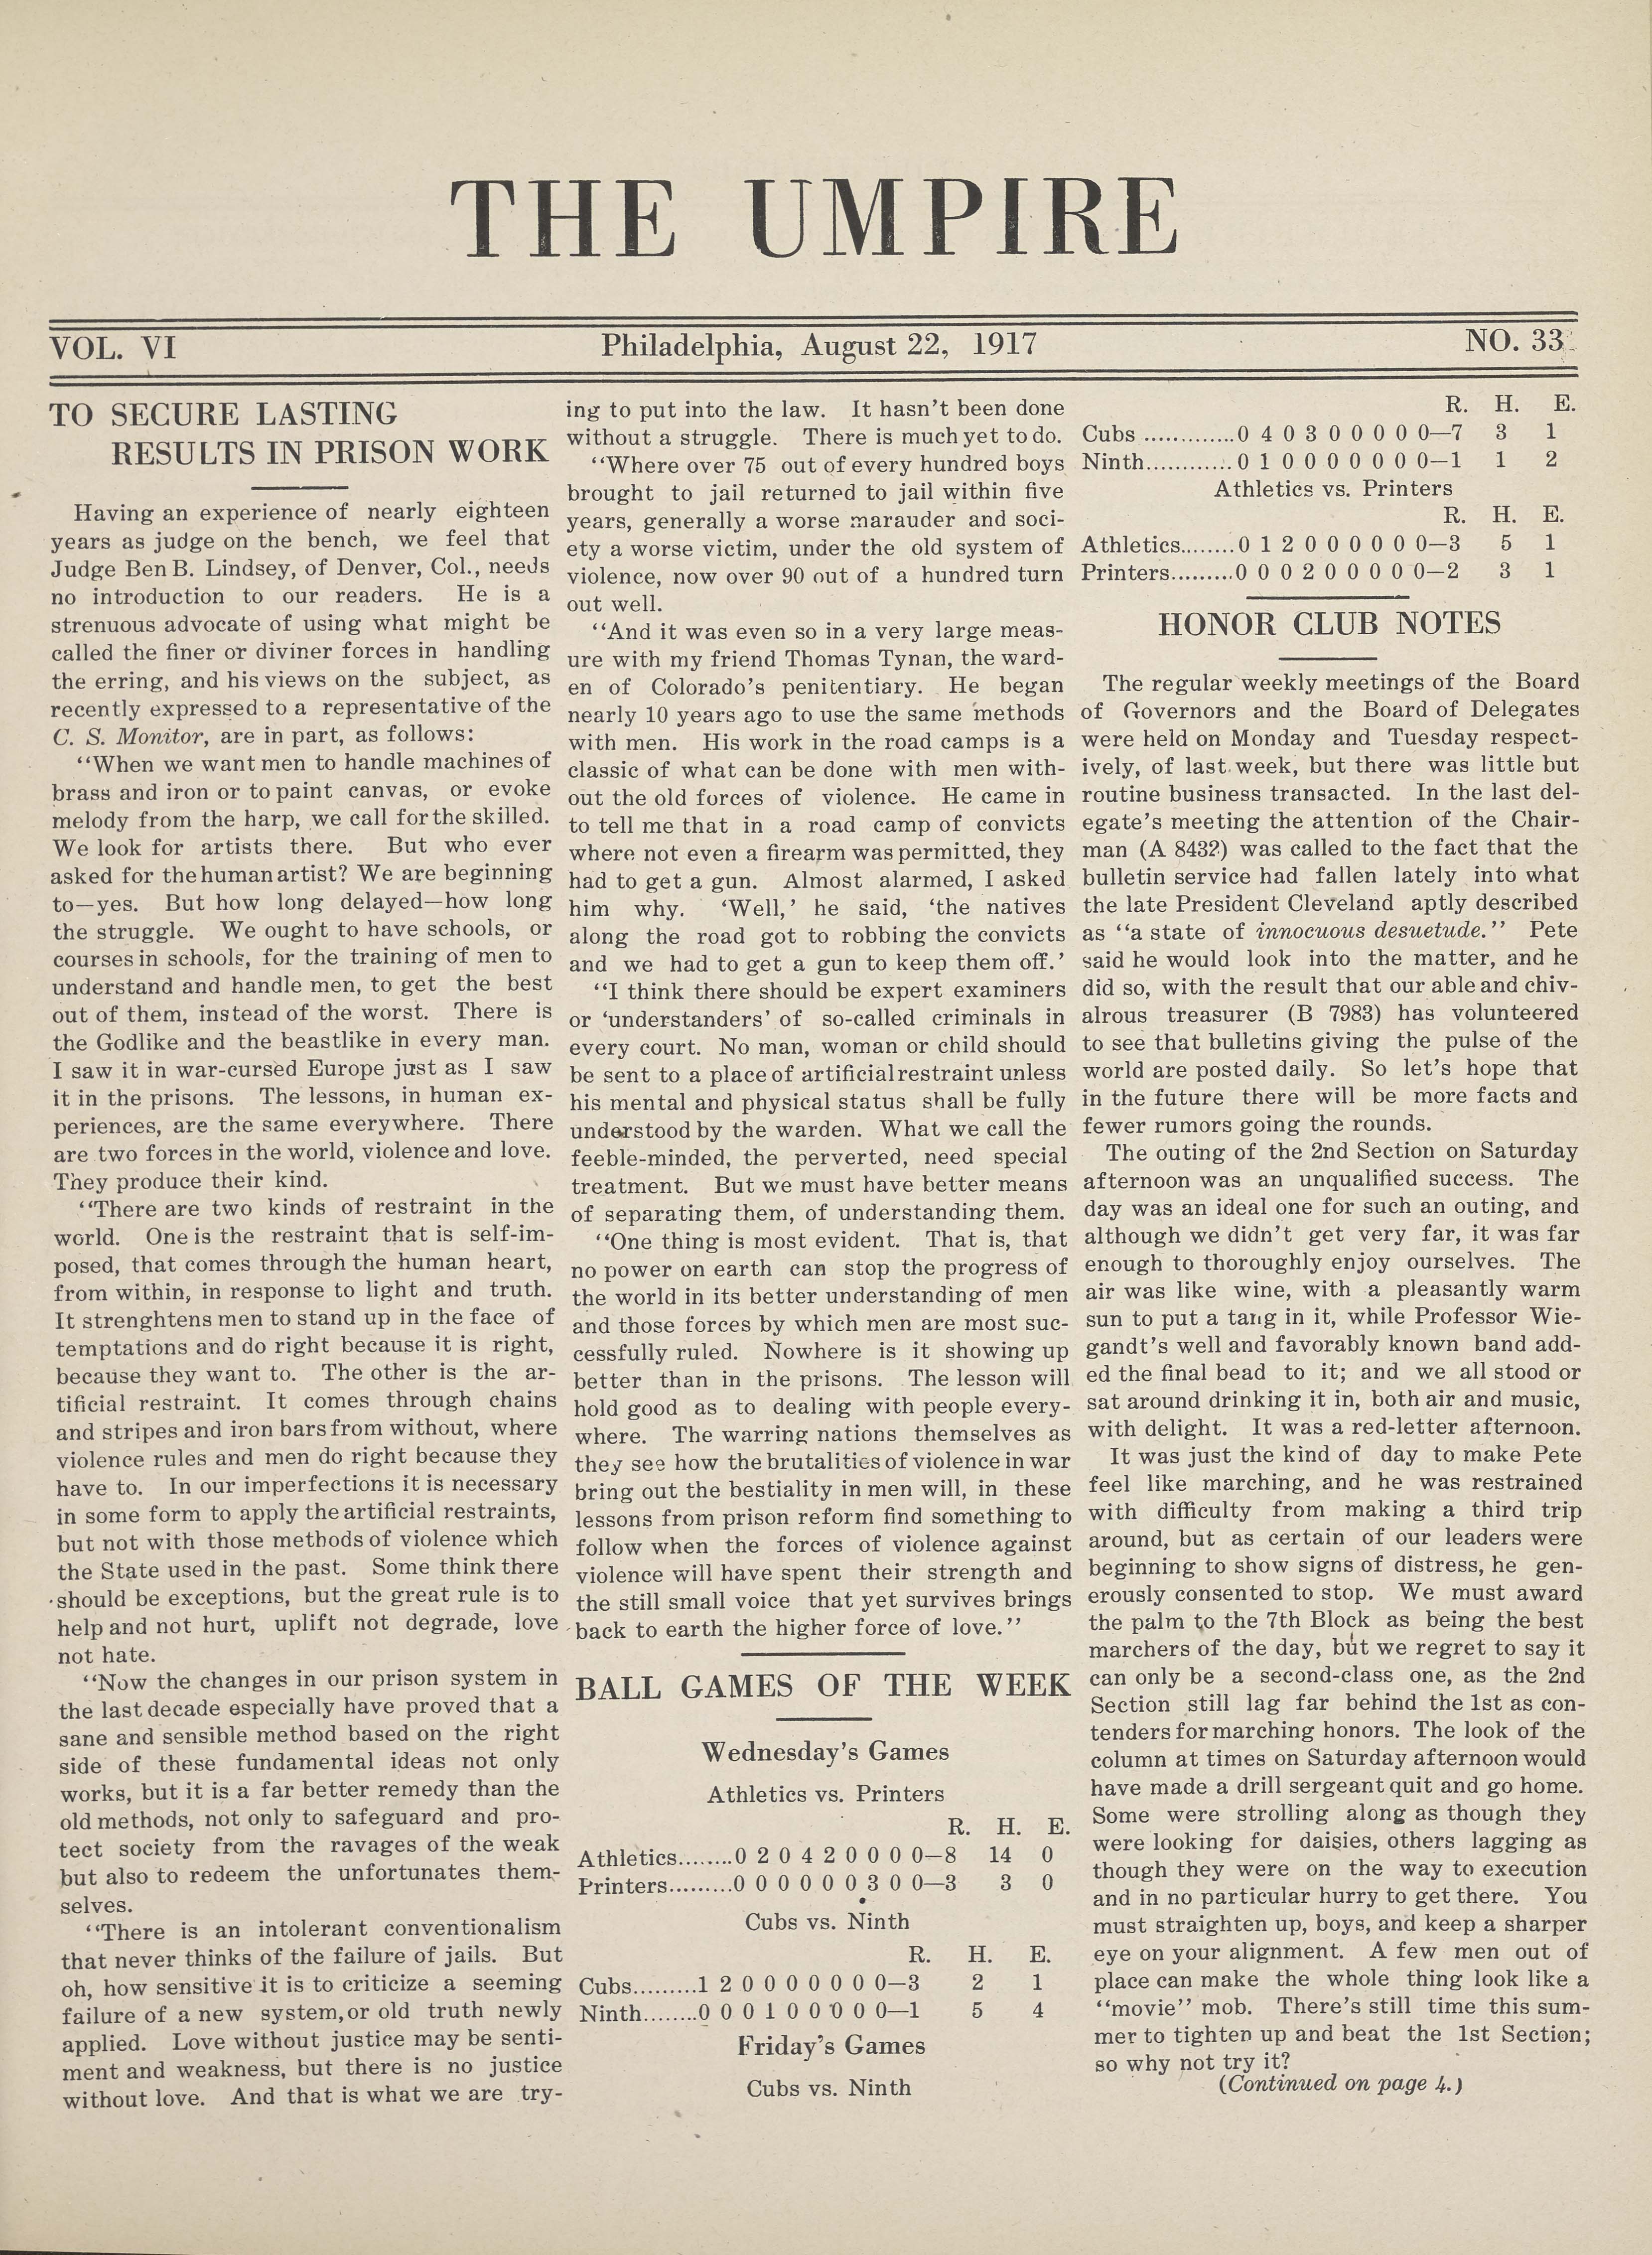 THE UMPIRE
VOL. VI
Philadelphia, August 22, 1917
NO. 33
TO SECURE LASTING
RESULTS IN PRISON WORK
Having an experience of nearly eighteen
years as judge on the bench, we feel that
Judge Ben B. Lindsey, of Denver, Col., needs
no introduction to our readers. He is a
strenuous advocate of using what might be
called the finer or diviner forces in handling
the erring, and his views on the subject, as
recently expressed to a representative of the
C. S. Monitor, are in part, as follows:
"When we want men to handle machines of
brass and iron or to paint canvas, or evoke
melody from the harp, we call for the skilled.
We look for artists there. But who ever
asked for the human artist? We are beginning
to—yes. But how long delayed—how long
the struggle. We ought to have schools, or
courses in schools, for the training of men to
understand and handle men, to get the best
out of them, instead of the worst. There is
the Godlike and the beastlike in every man.
I saw it in war-cursed Europe just as I saw
it in the prisons. The lessons, in human ex-
periences, are the same everywhere. There
are two forces in the world, violence and love.
They produce their kind.
"There are two kinds of restraint in the
world. One is the restraint that is self-im-
posed, that comes through the human heart,
from within, in response to light and truth.
It strenghtens men to stand up in the face of
temptations and do right because it is right,
because they want to. The other is the ar-
tificial restraint. It comes through chains
and stripes and iron bars from without, where
violence rules and men do right because they
have to. In our imperfections it is necessary
in some form to apply the artificial restraints,
but not with those methods of violence which
the State used in the past. Some think there
should be exceptions, but the great rule is to
help and not hurt, uplift not degrade, love
not hate.
"Now the changes in our prison system in
the last decade especially have proved that a
sane and sensible method based on the right
side of these fundamental ideas not only
works, but it is a far better remedy than the
old methods, not only to safeguard and pro-
tect society from the ravages of the weak
but also to redeem the unfortunates them-
selves.
"There is an intolerant conventionalism
that never thinks of the failure of jails. But
oh, how sensitive it is to criticize a seeming
failure of a new system, or old truth newly
applied. Love without justice may be senti-
ment and weakness, but there is no justice
without love. And that is what we are try-
ing to put into the law. It hasn't been done
without a struggle. There is much yet to do.
"Where over 75 out of every hundred boys
brought to jail returned to jail within five
years, generally a worse marauder and soci-
ety a worse victim, under the old system of
violence, now over 90 out of a hundred turn
out well.
"And it was even so in a very large meas-
ure with my friend Thomas Tynan, the ward-
en of Colorado's penitentiary. He began
nearly 10 years ago to use the same methods
with men. His work in the road camps is a
classic of what can be done with men with-
out the old forces of violence. He came in
to tell me that in a road camp of convicts
where not even a firearm was permitted, they
had to get a gun. Almost alarmed, I asked
him why. 'Well,' he said, 'the natives
along the road got to robbing the convicts
and we had to get a gun to keep them off.'
"I think there should be expert examiners
or 'understanders' of so-called criminals in
every court. No man, woman or child should
be sent to a place of artificial restraint unless
his mental and physical status shall be fully
understood by the warden. What we call the
feeble-minded, the perverted, need special
treatment. But we must have better means
of separating them, of understanding them.
"One thing is most evident. That is, that
no power on earth can stop the progress of
the world in its better understanding of men
and those forces by which men are most suc-
cessfully ruled. Nowhere is it showing up
better than in the prisons. The lesson will
hold good as to dealing with people every-
where. The warring nations themselves as
they see how the brutalities of violence in war
bring out the bestiality in men will, in these
lessons from prison reform find something to
follow when the forces of violence against
violence will have spent their strength and
the still small voice that yet survives brings
back to earth the higher force of love."
BALL GAMES OF THE WEEK
Wednesday's Games
Athletics vs. Printers
R. H. E.
Athletics........0 2 0 4 2 0 0 0 0—8 14 0
Printers.........0 0 0 0 0 0 3 0 0—3 3 0
Cubs vs. Ninth
R. H. E.
Cubs.........1 2 0 0 0 0 0 0 0—3 2 1
Ninth........0 0 0 1 0 0 0 0 0—1 5 4
Friday's Games
Cubs vs. Ninth
R. H. E.
Cubs .............0 4 0 3 0 0 0 0 0—7 3 1
Ninth............0 1 0 0 0 0 0 0 0—1 1 2
Athletics vs. Printers
R. H. E.
Athletics........0 1 2 0 0 0 0 0 0—3 5 1
Printers.........0 0 0 2 0 0 0 0 0—2 3 1
HONOR CLUB NOTES
The regular weekly meetings of the Board
of Governors and the Board of Delegates
were held on Monday and Tuesday respect-
ively, of last week, but there was little but
routine business transacted. In the last del-
egate's meeting the attention of the Chair-
man (A 8432) was called to the fact that the
bulletin service had fallen lately into what
the late President Cleveland aptly described
as "a state of innocuous desuetude." Pete
said he would look into the matter, and he
did so, with the result that our able and chiv-
alrous treasurer (B 7983) has volunteered
to see that bulletins giving the pulse of the
world are posted daily. So let's hope that
in the future there will be more facts and
fewer rumors going the rounds.
The outing of the 2nd Section on Saturday
afternoon was an unqualified success. The
day was an ideal one for such an outing, and
although we didn't get very far, it was far
enough to thoroughly enjoy ourselves. The
air was like wine, with a pleasantly warm
sun to put a tang in it, while Professor Wie-
gandt's well and favorably known band add-
ed the final bead to it; and we all stood or
sat around drinking it in, both air and music,
with delight. It was a red-letter afternoon.
It was just the kind of day to make Pete
feel like marching, and he was restrained
with difficulty from making a third trip
around, but as certain of our leaders were
beginning to show signs of distress, he gen-
erously consented to stop. We must award
the palm to the 7th Block as being the best
marchers of the day, but we regret to say it
can only be a second-class one, as the 2nd
Section still lag far behind the 1st as con-
tenders for marching honors. The look of the
column at times on Saturday afternoon would
have made a drill sergeant quit and go home.
Some were strolling along as though they
were looking for daisies, others lagging as
though they were on the way to execution
and in no particular hurry to get there. You
must straighten up, boys, and keep a sharper
eye on your alignment. A few men out of
place can make the whole thing look like a
"movie" mob. There's still time this sum-
mer to tighten up and beat the 1st Section;
so why not try it?
(Continued on page 4.)